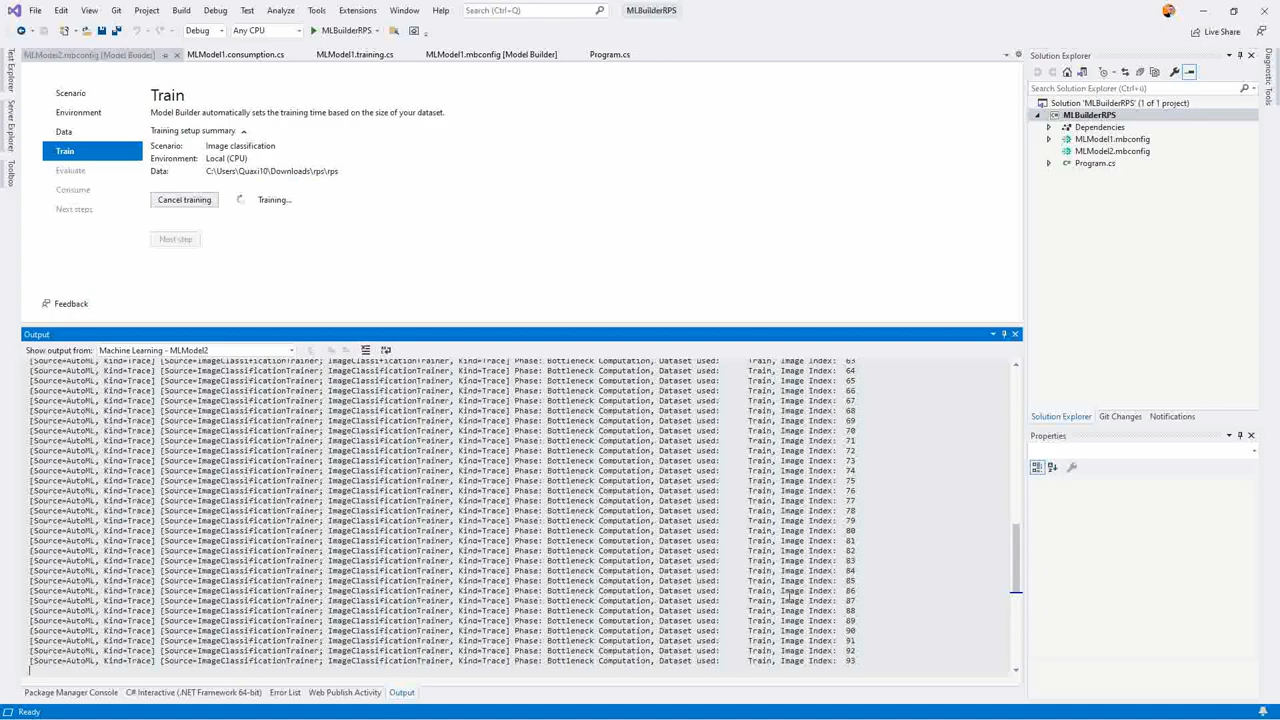 File Edit View Git Project Build Debug Test Analyze Tools Extensions Window Help Search (Ctrl+Q) MLBuilderRPS
Debug Any CPU MLBuilderRPS Live Share
MLModel2.mbconfig [Model Builder] MLModel1.consumption.cs MLModel1.training.cs MLModel1.mbconfig [Model Builder] Program.cs
Test Explorer
Server Explorer
Toolbox
Scenario
Environment
Data
Train
Evaluate
Consume
Next steps
Train
Model Builder automatically sets the training time based on the size of your dataset.
Training setup summary
Scenario: Image classification
Environment: Local (CPU)
Data: C:\Users\Quaxi10\Downloads\rps\rps
Cancel training Training...
Next step
Feedback
Output
Show output from: Machine Learning - MLModel2
[Source=AutoML, Kind=Trace] [Source=ImageClassificationTrainer; ImageClassificationTrainer, Kind=Trace] Phase: Bottleneck Computation, Dataset used: Train, Image Index: 63
[Source=AutoML, Kind=Trace] [Source=ImageClassificationTrainer; ImageClassificationTrainer, Kind=Trace] Phase: Bottleneck Computation, Dataset used: Train, Image Index: 64
[Source=AutoML, Kind=Trace] [Source=ImageClassificationTrainer; ImageClassificationTrainer, Kind=Trace] Phase: Bottleneck Computation, Dataset used: Train, Image Index: 65
[Source=AutoML, Kind=Trace] [Source=ImageClassificationTrainer; ImageClassificationTrainer, Kind=Trace] Phase: Bottleneck Computation, Dataset used: Train, Image Index: 66
[Source=AutoML, Kind=Trace] [Source=ImageClassificationTrainer; ImageClassificationTrainer, Kind=Trace] Phase: Bottleneck Computation, Dataset used: Train, Image Index: 67
[Source=AutoML, Kind=Trace] [Source=ImageClassificationTrainer; ImageClassificationTrainer, Kind=Trace] Phase: Bottleneck Computation, Dataset used: Train, Image Index: 68
[Source=AutoML, Kind=Trace] [Source=ImageClassificationTrainer; ImageClassificationTrainer, Kind=Trace] Phase: Bottleneck Computation, Dataset used: Train, Image Index: 69
[Source=AutoML, Kind=Trace] [Source=ImageClassificationTrainer; ImageClassificationTrainer, Kind=Trace] Phase: Bottleneck Computation, Dataset used: Train, Image Index: 70
[Source=AutoML, Kind=Trace] [Source=ImageClassificationTrainer; ImageClassificationTrainer, Kind=Trace] Phase: Bottleneck Computation, Dataset used: Train, Image Index: 71
[Source=AutoML, Kind=Trace] [Source=ImageClassificationTrainer; ImageClassificationTrainer, Kind=Trace] Phase: Bottleneck Computation, Dataset used: Train, Image Index: 72
[Source=AutoML, Kind=Trace] [Source=ImageClassificationTrainer; ImageClassificationTrainer, Kind=Trace] Phase: Bottleneck Computation, Dataset used: Train, Image Index: 73
[Source=AutoML, Kind=Trace] [Source=ImageClassificationTrainer; ImageClassificationTrainer, Kind=Trace] Phase: Bottleneck Computation, Dataset used: Train, Image Index: 74
[Source=AutoML, Kind=Trace] [Source=ImageClassificationTrainer; ImageClassificationTrainer, Kind=Trace] Phase: Bottleneck Computation, Dataset used: Train, Image Index: 75
[Source=AutoML, Kind=Trace] [Source=ImageClassificationTrainer; ImageClassificationTrainer, Kind=Trace] Phase: Bottleneck Computation, Dataset used: Train, Image Index: 76
[Source=AutoML, Kind=Trace] [Source=ImageClassificationTrainer; ImageClassificationTrainer, Kind=Trace] Phase: Bottleneck Computation, Dataset used: Train, Image Index: 77
[Source=AutoML, Kind=Trace] [Source=ImageClassificationTrainer; ImageClassificationTrainer, Kind=Trace] Phase: Bottleneck Computation, Dataset used: Train, Image Index: 78
[Source=AutoML, Kind=Trace] [Source=ImageClassificationTrainer; ImageClassificationTrainer, Kind=Trace] Phase: Bottleneck Computation, Dataset used: Train, Image Index: 79
[Source=AutoML, Kind=Trace] [Source=ImageClassificationTrainer; ImageClassificationTrainer, Kind=Trace] Phase: Bottleneck Computation, Dataset used: Train, Image Index: 80
[Source=AutoML, Kind=Trace] [Source=ImageClassificationTrainer; ImageClassificationTrainer, Kind=Trace] Phase: Bottleneck Computation, Dataset used: Train, Image Index: 81
[Source=AutoML, Kind=Trace] [Source=ImageClassificationTrainer; ImageClassificationTrainer, Kind=Trace] Phase: Bottleneck Computation, Dataset used: Train, Image Index: 82
[Source=AutoML, Kind=Trace] [Source=ImageClassificationTrainer; ImageClassificationTrainer, Kind=Trace] Phase: Bottleneck Computation, Dataset used: Train, Image Index: 83
[Source=AutoML, Kind=Trace] [Source=ImageClassificationTrainer; ImageClassificationTrainer, Kind=Trace] Phase: Bottleneck Computation, Dataset used: Train, Image Index: 84
[Source=AutoML, Kind=Trace] [Source=ImageClassificationTrainer; ImageClassificationTrainer, Kind=Trace] Phase: Bottleneck Computation, Dataset used: Train, Image Index: 85
[Source=AutoML, Kind=Trace] [Source=ImageClassificationTrainer; ImageClassificationTrainer, Kind=Trace] Phase: Bottleneck Computation, Dataset used: Train, Image Index: 86
[Source=AutoML, Kind=Trace] [Source=ImageClassificationTrainer; ImageClassificationTrainer, Kind=Trace] Phase: Bottleneck Computation, Dataset used: Train, Image Index: 87
[Source=AutoML, Kind=Trace] [Source=ImageClassificationTrainer; ImageClassificationTrainer, Kind=Trace] Phase: Bottleneck Computation, Dataset used: Train, Image Index: 88
[Source=AutoML, Kind=Trace] [Source=ImageClassificationTrainer; ImageClassificationTrainer, Kind=Trace] Phase: Bottleneck Computation, Dataset used: Train, Image Index: 89
[Source=AutoML, Kind=Trace] [Source=ImageClassificationTrainer; ImageClassificationTrainer, Kind=Trace] Phase: Bottleneck Computation, Dataset used: Train, Image Index: 90
[Source=AutoML, Kind=Trace] [Source=ImageClassificationTrainer; ImageClassificationTrainer, Kind=Trace] Phase: Bottleneck Computation, Dataset used: Train, Image Index: 91
[Source=AutoML, Kind=Trace] [Source=ImageClassificationTrainer; ImageClassificationTrainer, Kind=Trace] Phase: Bottleneck Computation, Dataset used: Train, Image Index: 92
[Source=AutoML, Kind=Trace] [Source=ImageClassificationTrainer; ImageClassificationTrainer, Kind=Trace] Phase: Bottleneck Computation, Dataset used: Train, Image Index: 93
Package Manager Console C# Interactive (.NET Framework 64-bit) Error List Web Publish Activity Output
Ready
Solution Explorer
Search Solution Explorer (Ctrl+ü)
Solution 'MLBuilderRPS' (1 of 1 project)
MLBuilderRPS
Dependencies
MLModel1.mbconfig
MLModel2.mbconfig
Program.cs
Solution Explorer Git Changes Notifications
Properties
Diagnostic Tools